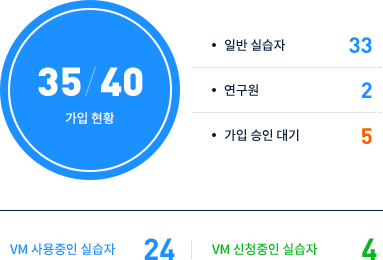 35/40
가입 현황
• 일반 실습자 33
• 연구원 2
• 가입 승인 대기 5
VM 사용중인 실습자 24
VM 신청중인 실습자 4